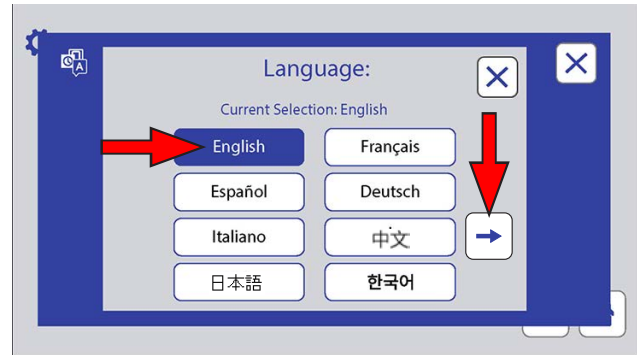 Language:
Current Selection: English
English
Français
Español
Deutsch
Italiano
中文
日本語
한국어